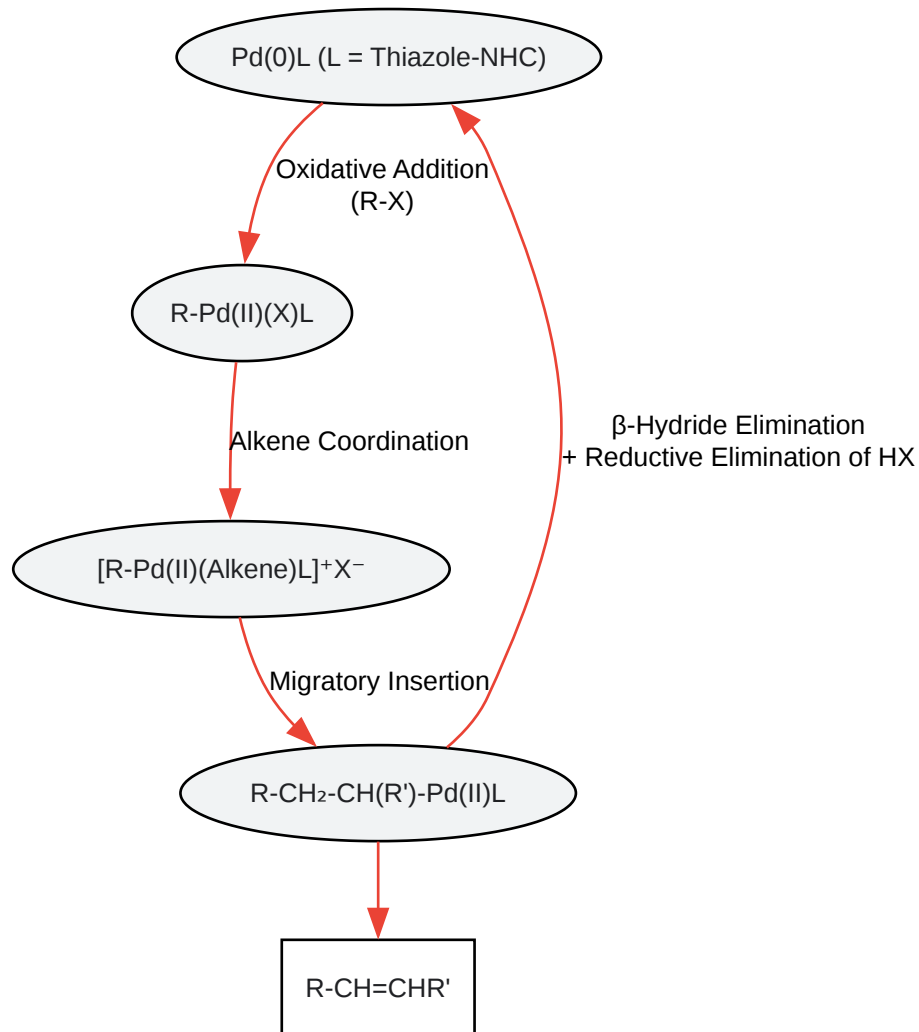 Pd(0)L (L = Thiazole-NHC)
Oxidative Addition
(R-X)
R-Pd(II)(X)L
Alkene Coordination
β-Hydride Elimination
+ Reductive Elimination of HX
[R-Pd(II)(Alkene)L]⁺X⁻
Migratory Insertion
R-CH₂-CH(R')-Pd(II)L
R-CH=CHR'